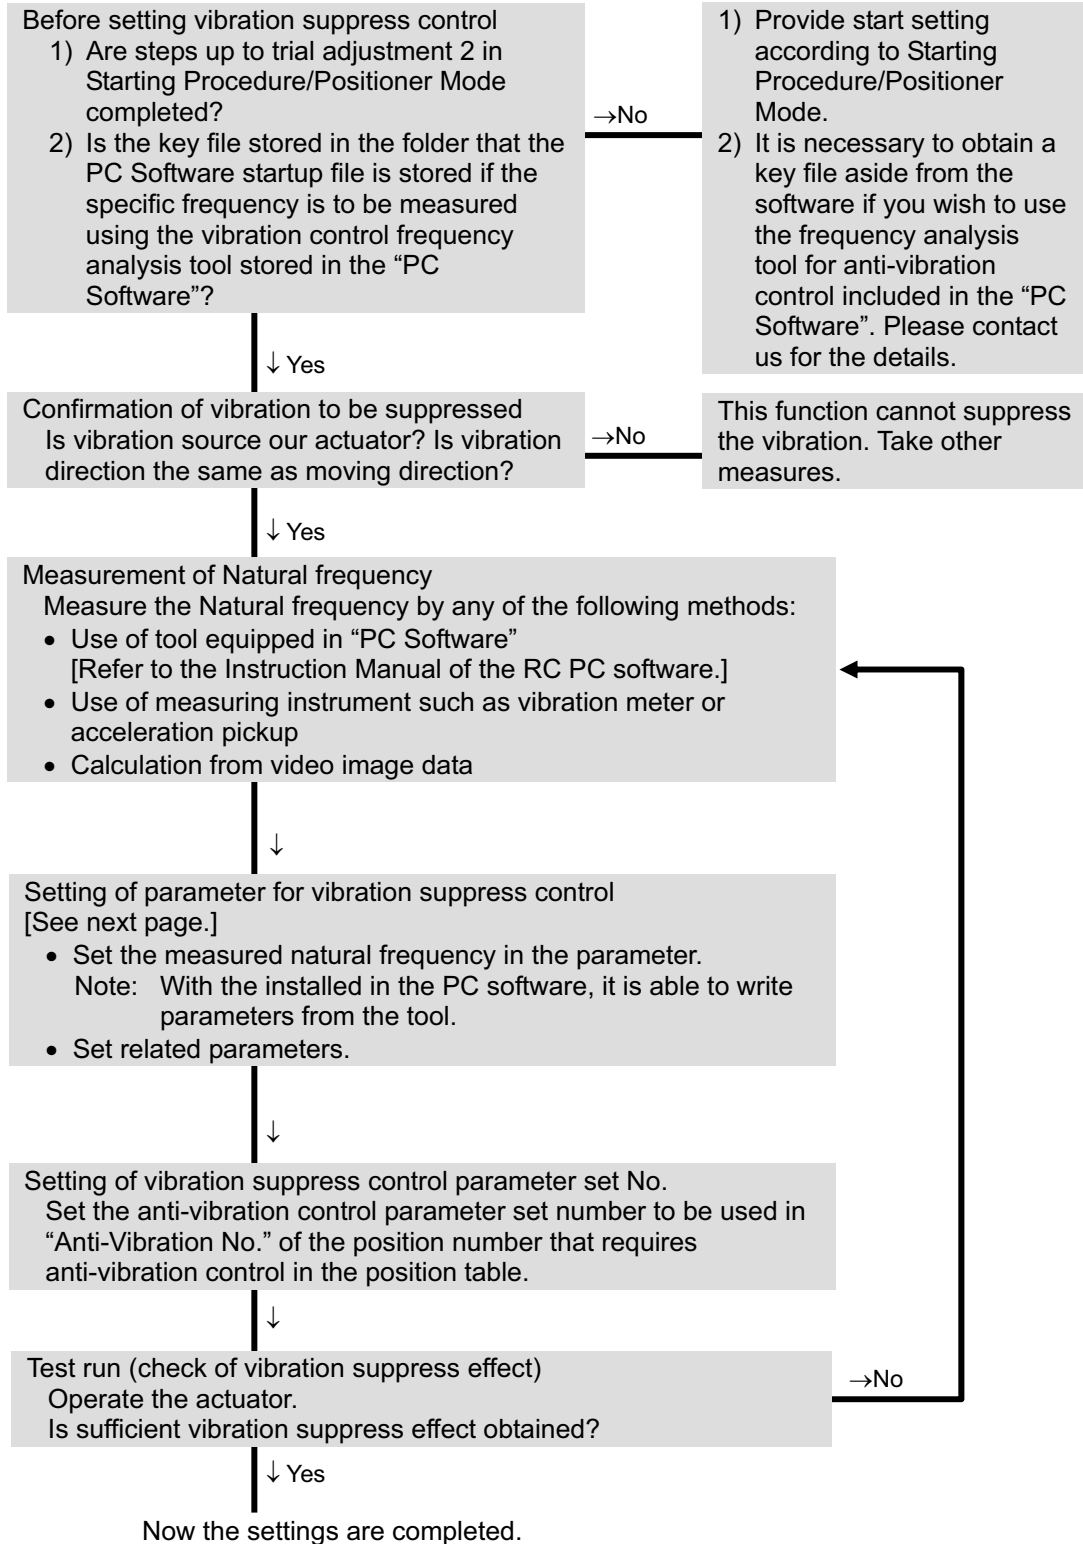 Before setting vibration suppress control
1) Are steps up to trial adjustment 2 in
Starting Procedure/Positioner Mode
completed?
2) Is the key file stored in the folder that the
PC Software startup file is stored if the
specific frequency is to be measured
using the vibration control frequency
analysis tool stored in the “PC
Software”?
→No
1) Provide start setting
according to Starting
Procedure/Positioner
Mode.
2) It is necessary to obtain a
key file aside from the
software if you wish to use
the frequency analysis
tool for anti-vibration
control included in the “PC
Software”. Please contact
us for the details.
↓ Yes
Confirmation of vibration to be suppressed
Is vibration source our actuator? Is vibration
direction the same as moving direction?
→No
This function cannot suppress
the vibration. Take other
measures.
↓ Yes
Measurement of Natural frequency
Measure the Natural frequency by any of the following methods:
• Use of tool equipped in “PC Software”
[Refer to the Instruction Manual of the RC PC software.]
• Use of measuring instrument such as vibration meter or
acceleration pickup
• Calculation from video image data
↓
Setting of parameter for vibration suppress control
[See next page.]
• Set the measured natural frequency in the parameter.
Note: With the installed in the PC software, it is able to write
parameters from the tool.
• Set related parameters.
↓
Setting of vibration suppress control parameter set No.
Set the anti-vibration control parameter set number to be used in
“Anti-Vibration No.” of the position number that requires
anti-vibration control in the position table.
↓
Test run (check of vibration suppress effect)
Operate the actuator.
Is sufficient vibration suppress effect obtained?
→No
↓ Yes
Now the settings are completed.